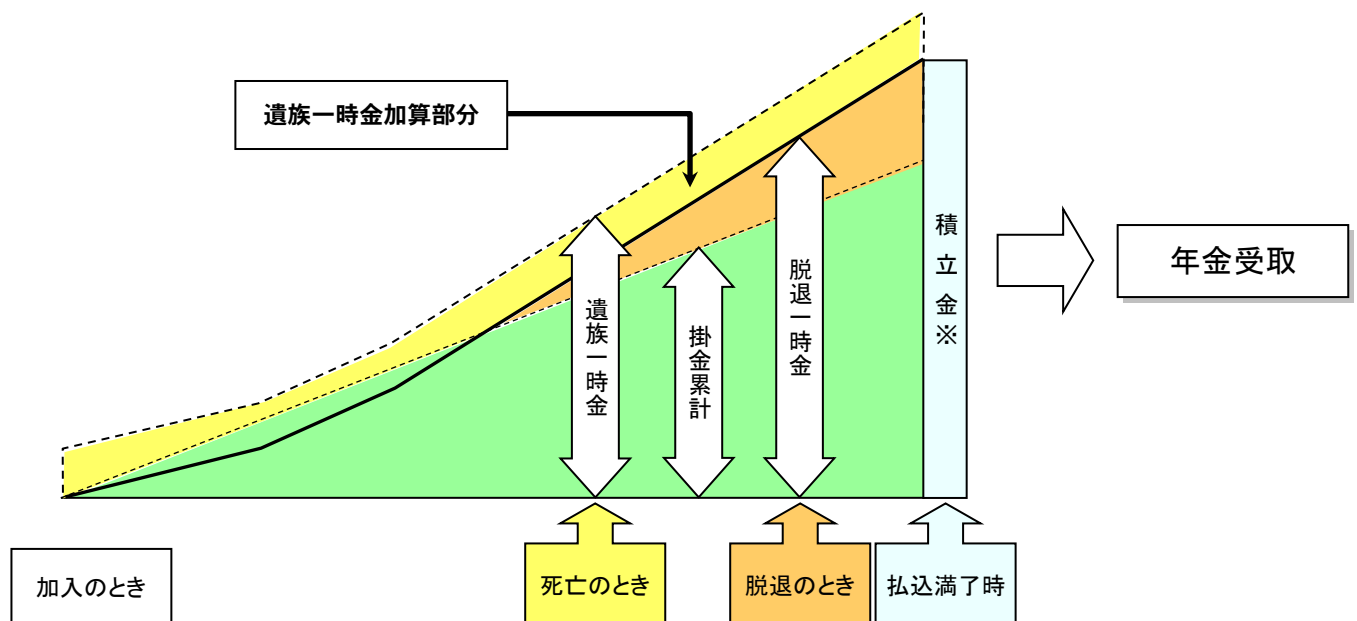 遺族一時金加算部分
遺族一時金
掛金累計
脱退一時金
積立金※
年金受取
加入のとき
死亡のとき
脱退のとき
払込満了時